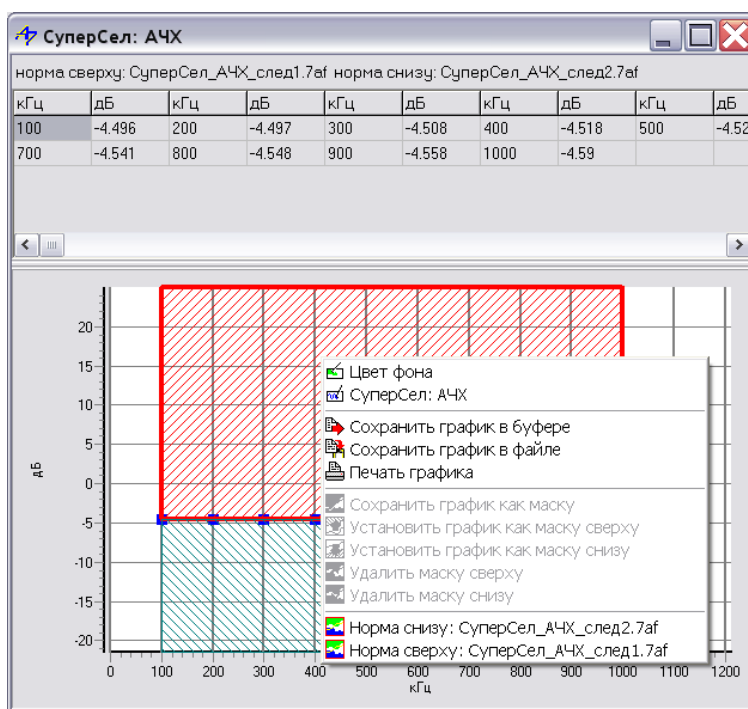 СуперСел: АЧХ
норма сверху: СуперСел_АЧХ_след1.7af норма снизу: СуперСел_АЧХ_след2.7af
кГц дБ кГц дБ кГц дБ кГц дБ кГц дБ
100 -4.496 200 -4.497 300 -4.508 400 -4.518 500 -4.52
700 -4.541 800 -4.548 900 -4.558 1000 -4.59
20
15
10
5
0
-5
-10
-15
-20
дБ
Цвет фона
СуперСел: АЧХ
Сохранить график в буфере
Сохранить график в файле
Печать графика
Сохранить график как маску
Установить график как маску сверху
Установить график как маску снизу
Удалить маску сверху
Удалить маску снизу
Норма снизу: СуперСел_АЧХ_след2.7af
Норма сверху: СуперСел_АЧХ_след1.7af
0 100 200 300 400 500 600 700 800 900 1000 1100 1200
кГц